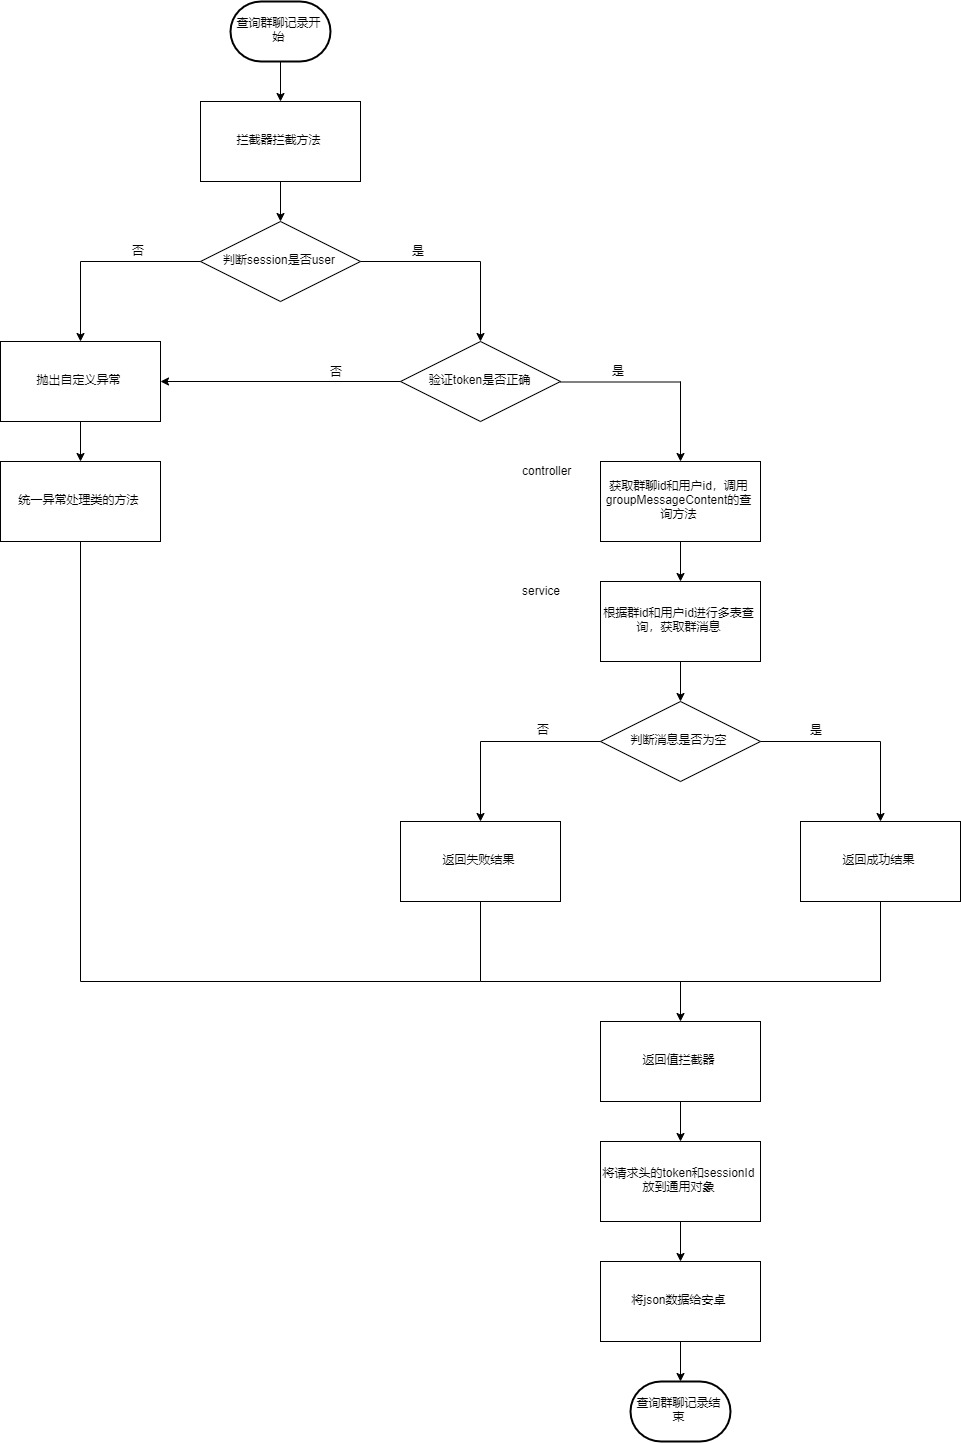 查询群聊记录开
始
拦截器拦截方法
否
判断session是否user
是
抛出自定义异常
否
验证token是否正确
是
统一异常处理类的方法
controller
获取群聊id和用户id，调用
groupMessageContent的查
询方法
service
根据群id和用户id进行多表查
询，获取群消息
否
判断消息是否为空
是
返回失败结果
返回成功结果
返回值拦截器
将请求头的token和sessionId
放到通用对象
将json数据给安卓
查询群聊记录结
束